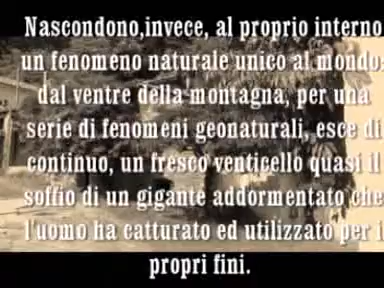 Nascondono,invece, al proprio interno
un fenomeno naturale unico al mondo:
dal ventre della montagna, per una
serie di fenomeni geonaturali, esce di
continuo, un fresco venticello quasi il
soffio di un gigante addormentato che
l'uomo ha catturato ed utilizzato per i
propri fini.